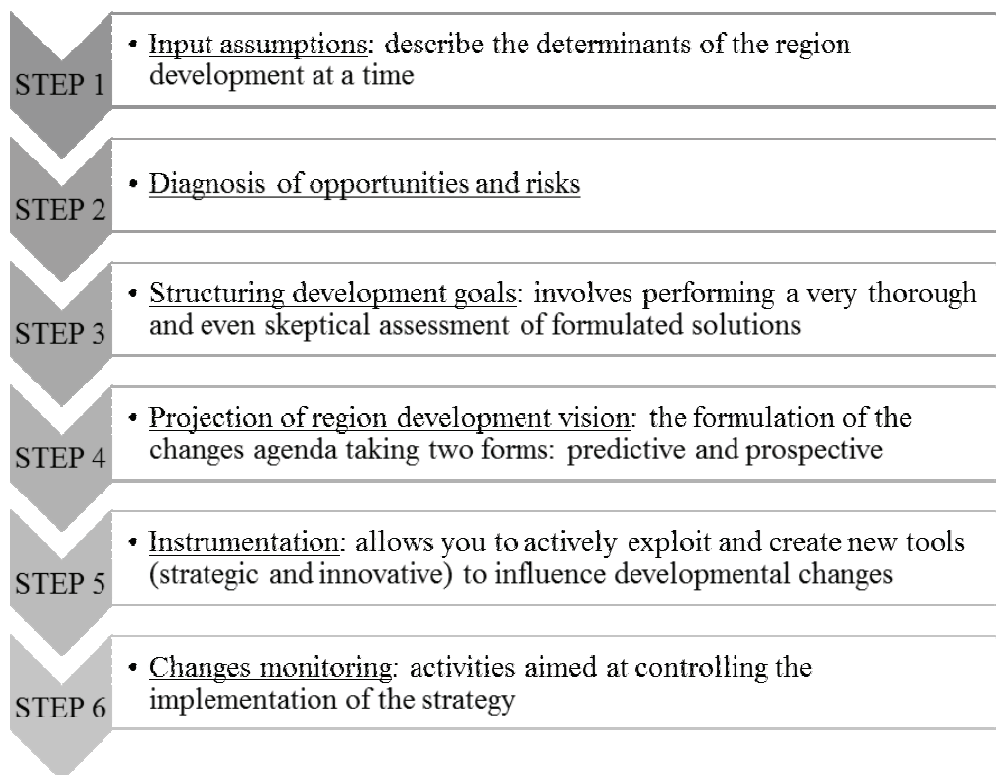 STEP 1
• Input assumptions: describe the determinants of the region
development at a time
STEP 2
• Diagnosis of opportunities and risks
STEP 3
• Structuring development goals: involves performing a very thorough
and even skeptical assessment of formulated solutions
STEP 4
• Projection of region development vision: the formulation of the
changes agenda taking two forms: predictive and prospective
STEP 5
• Instrumentation: allows you to actively exploit and create new tools
(strategic and innovative) to influence developmental changes
STEP 6
• Changes monitoring: activities aimed at controlling the
implementation of the strategy